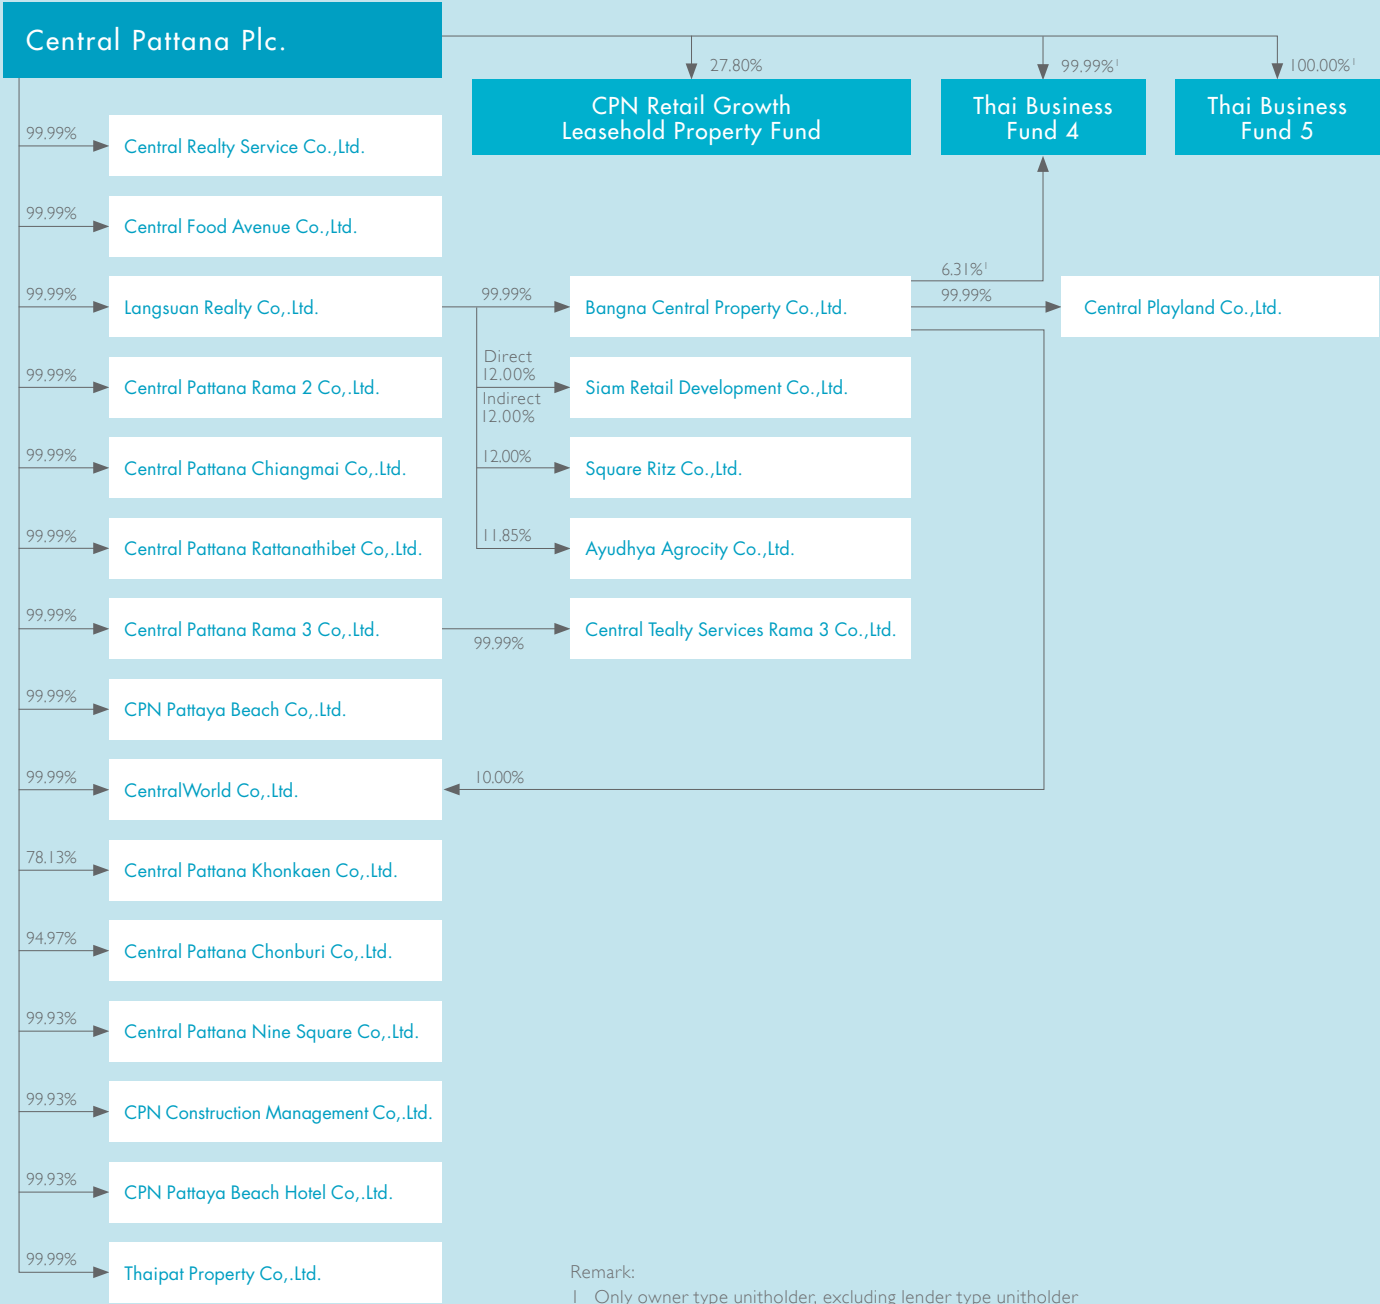 Central Pattana Plc.
27.80%
99.99%¹
100.00%¹
CPN Retail Growth
Leasehold Property Fund
Thai Business
Fund 4
Thai Business
Fund 5
99.99%
Central Realty Service Co.,Ltd.
99.99%
Central Food Avenue Co.,Ltd.
99.99%
Langsuan Realty Co,.Ltd.
99.99%
Bangna Central Property Co.,Ltd.
6.31%¹
99.99%
Central Playland Co.,Ltd.
99.99%
Central Pattana Rama 2 Co,.Ltd.
Direct
12.00%
Indirect
12.00%
Siam Retail Development Co.,Ltd.
99.99%
Central Pattana Chiangmai Co,.Ltd.
12.00%
Square Ritz Co.,Ltd.
99.99%
Central Pattana Rattanathibet Co,.Ltd.
11.85%
Ayudhya Agrocity Co.,Ltd.
99.99%
Central Pattana Rama 3 Co,.Ltd.
99.99%
Central Tealty Services Rama 3 Co.,Ltd.
99.99%
CPN Pattaya Beach Co,.Ltd.
99.99%
CentralWorld Co,.Ltd.
10.00%
78.13%
Central Pattana Khonkaen Co,.Ltd.
94.97%
Central Pattana Chonburi Co,.Ltd.
99.93%
Central Pattana Nine Square Co,.Ltd.
99.93%
CPN Construction Management Co,.Ltd.
99.93%
CPN Pattaya Beach Hotel Co,.Ltd.
99.99%
Thaipat Property Co,.Ltd.
Remark:
1 Only owner type unitholder, excluding lender type unitholder